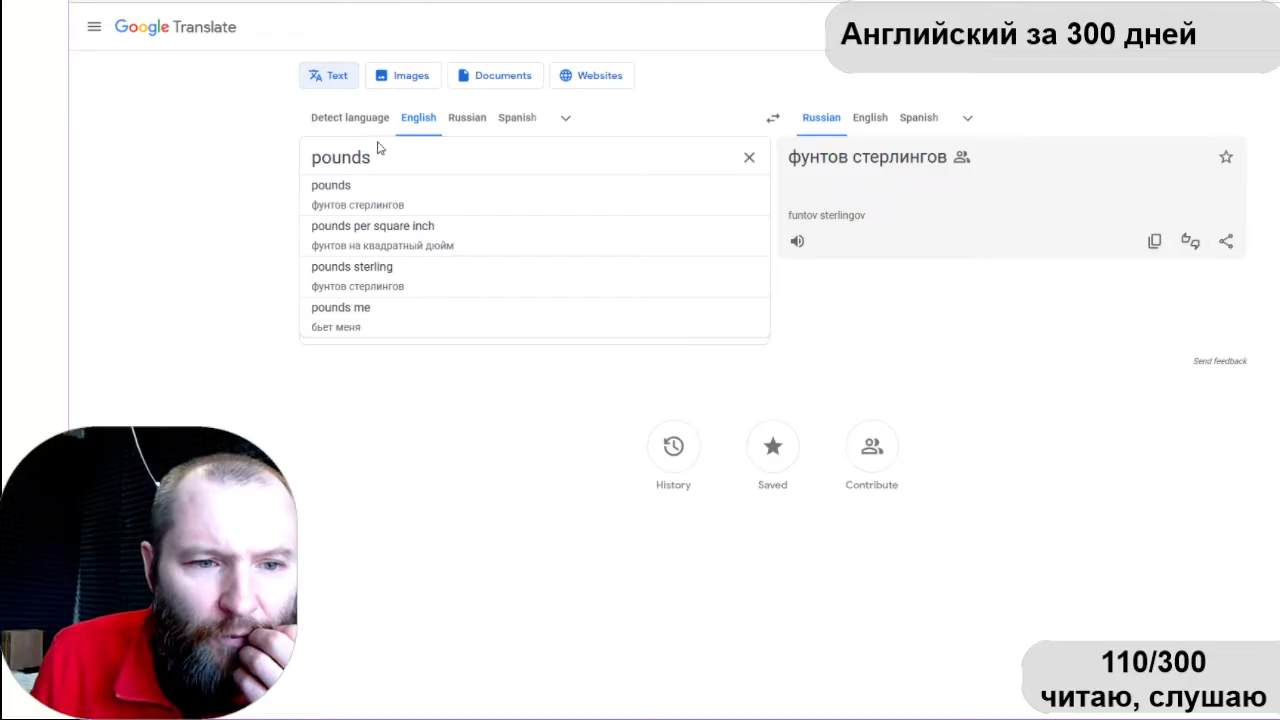 Google Translate
Английский за 300 дней
Text Images Documents Websites
Detect language English Russian Spanish
Russian English Spanish
pounds
фунтов стерлингов
pounds
фунтов стерлингов
pounds per square inch
фунтов на квадратный дюйм
pounds sterling
фунтов стерлингов
pounds me
бьет меня
funtov sterlingov
Send feedback
History Saved Contribute
110/300
читаю, слушаю